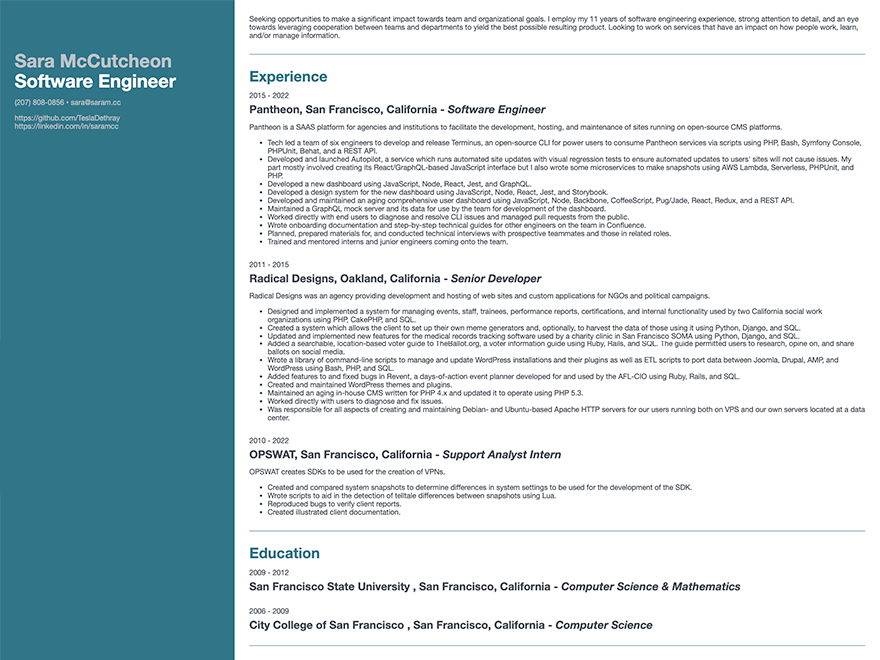 Sara McCutcheon
Software Engineer
(207) 808-0856 • sara@saram.cc
https://github.com/TeslaDethray
https://linkedin.com/in/saramcc
Seeking opportunities to make a significant impact towards team and organizational goals. I employ my 11 years of software engineering experience, strong attention to detail, and an eye
towards leveraging cooperation between teams and departments to yield the best possible resulting product. Looking to work on services that have an impact on how people work, learn,
and/or manage information.
Experience
2015 - 2022
Pantheon, San Francisco, California - Software Engineer
Pantheon is a SAAS platform for agencies and institutions to facilitate the development, hosting, and maintenance of sites running on open-source CMS platforms.
• Tech led a team of six engineers to develop and release Terminus, an open-source CLI for power users to consume Pantheon services via scripts using PHP, Bash, Symfony Console,
PHPUnit, Behat, and a REST API.
• Developed and launched Autopilot, a service which runs automated site updates with visual regression tests to ensure automated updates to users' sites will not cause issues. My
part mostly involved creating its React/GraphQL-based JavaScript interface but I also wrote some microservices to make snapshots using AWS Lambda, Serverless, PHPUnit, and
PHP.
• Developed a new dashboard using JavaScript, Node, React, Jest, and GraphQL.
• Developed a design system for the new dashboard using JavaScript, Node, React, Jest, and Storybook.
• Developed and maintained an aging comprehensive user dashboard using JavaScript, Node, Backbone, CoffeeScript, Pug/Jade, React, Redux, and a REST API.
• Maintained a GraphQL mock server and its data for use by the team for development of the dashboard.
• Worked directly with end users to diagnose and resolve CLI issues and managed pull requests from the public.
• Wrote onboarding documentation and step-by-step technical guides for other engineers on the team in Confluence.
• Planned, prepared materials for, and conducted technical interviews with prospective teammates and those in related roles.
• Trained and mentored interns and junior engineers coming onto the team.
2011 - 2015
Radical Designs, Oakland, California - Senior Developer
Radical Designs was an agency providing development and hosting of web sites and custom applications for NGOs and political campaigns.
• Designed and implemented a system for managing events, staff, trainees, performance reports, certifications, and internal functionality used by two California social work
organizations using PHP, CakePHP, and SQL.
• Created a system which allows the client to set up their own meme generators and, optionally, to harvest the data of those using it using Python, Django, and SQL.
• Updated and implemented new features for the medical records tracking software used by a charity clinic in San Francisco SOMA using Python, Django, and SQL.
• Added a searchable, location-based voter guide to TheBallot.org, a voter information guide using Ruby, Rails, and SQL. The guide permitted users to research, opine on, and share
ballots on social media.
• Wrote a library of command-line scripts to manage and update WordPress installations and their plugins as well as ETL scripts to port data between Joomla, Drupal, AMP, and
WordPress using Bash, PHP, and SQL.
• Added features to and fixed bugs in Revent, a days-of-action event planner developed for and used by the AFL-CIO using Ruby, Rails, and SQL.
• Created and maintained WordPress themes and plugins.
• Maintained an aging in-house CMS written for PHP 4.x and updated it to operate using PHP 5.3.
• Worked directly with users to diagnose and fix issues.
• Was responsible for all aspects of creating and maintaining Debian- and Ubuntu-based Apache HTTP servers for our users running both on VPS and our own servers located at a data
center.
2010 - 2022
OPSWAT, San Francisco, California - Support Analyst Intern
OPSWAT creates SDKs to be used for the creation of VPNs.
• Created and compared system snapshots to determine differences in system settings to be used for the development of the SDK.
• Wrote scripts to aid in the detection of telltale differences between snapshots using Lua.
• Reproduced bugs to verify client reports.
• Created illustrated client documentation.
Education
2009 - 2012
San Francisco State University , San Francisco, California - Computer Science & Mathematics
2006 - 2009
City College of San Francisco , San Francisco, California - Computer Science